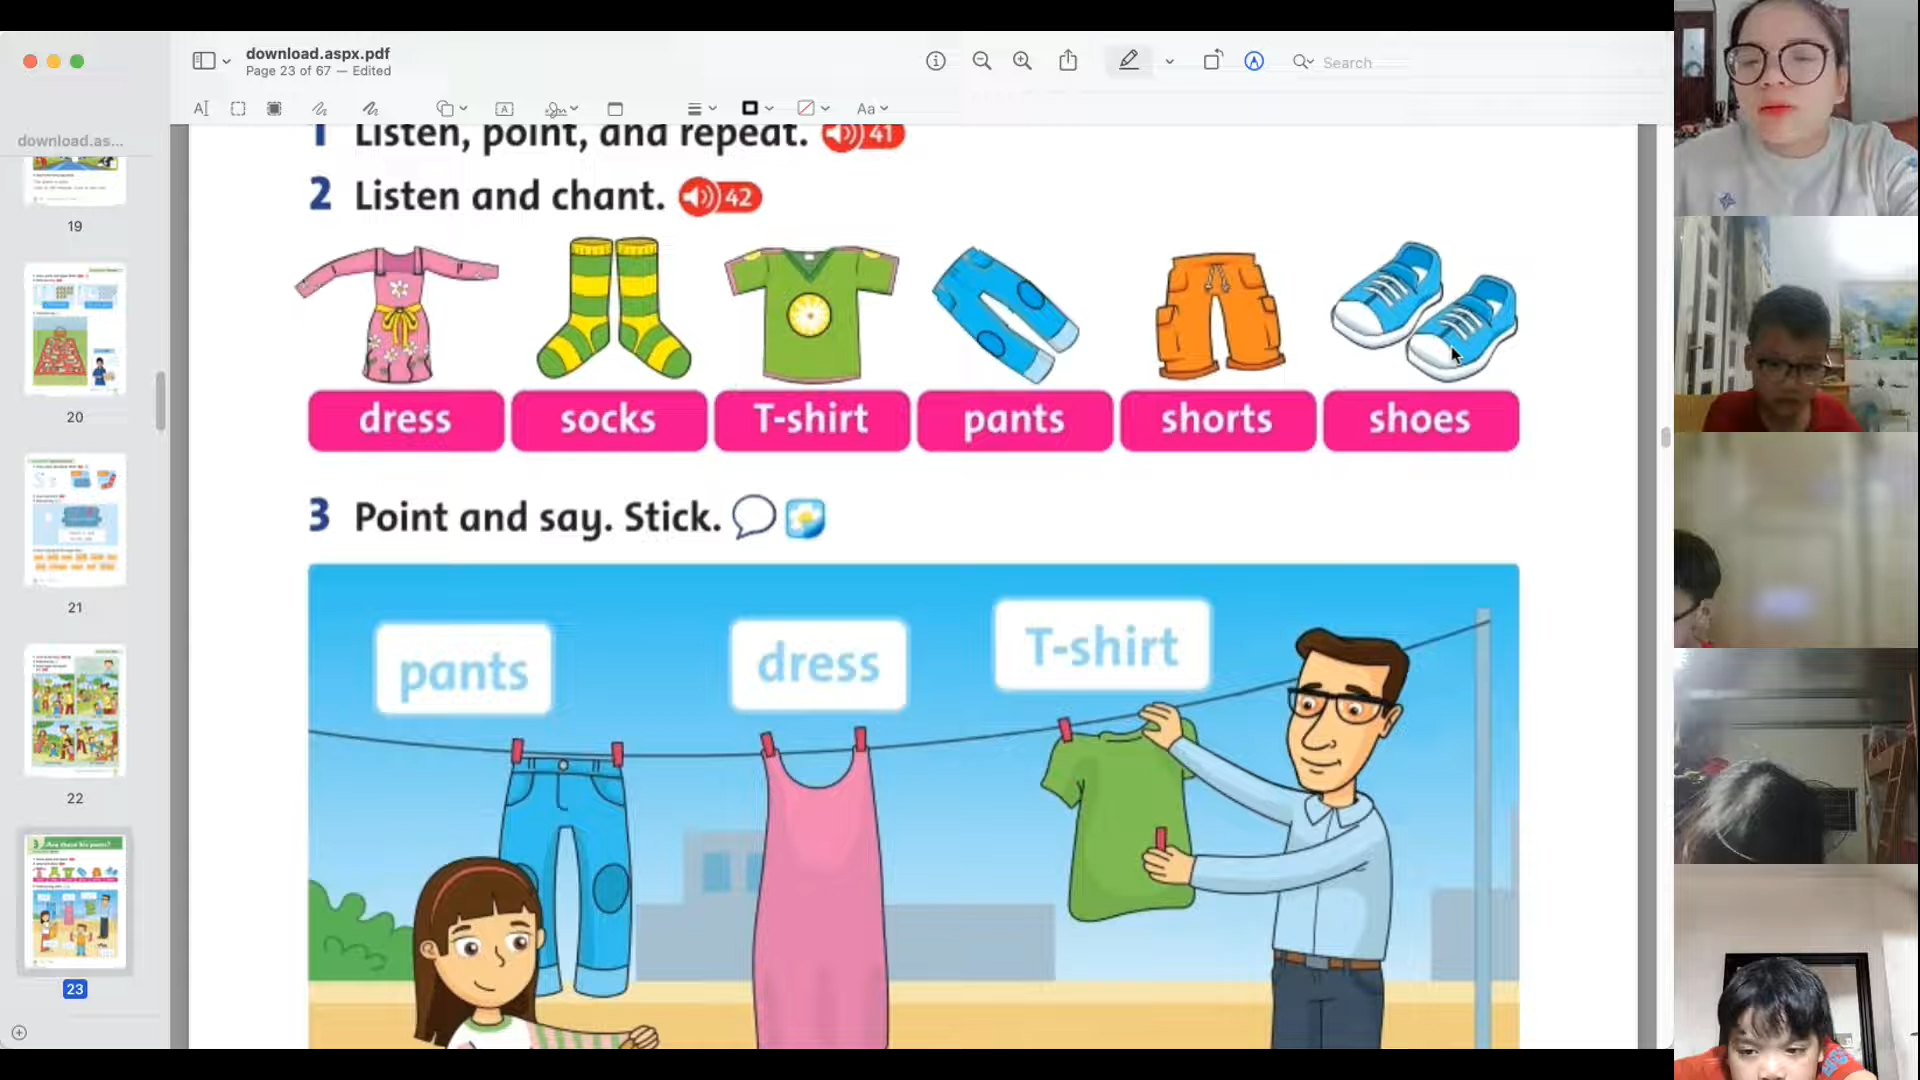 download.aspx.pdf
Page 23 of 67 — Edited
Search
A
Aa
download.as...
19
20
21
22
23
1 Listen, point, and repeat. 41
2 Listen and chant. 42
dress socks T-shirt pants shorts shoes
3 Point and say. Stick.
pants dress T-shirt